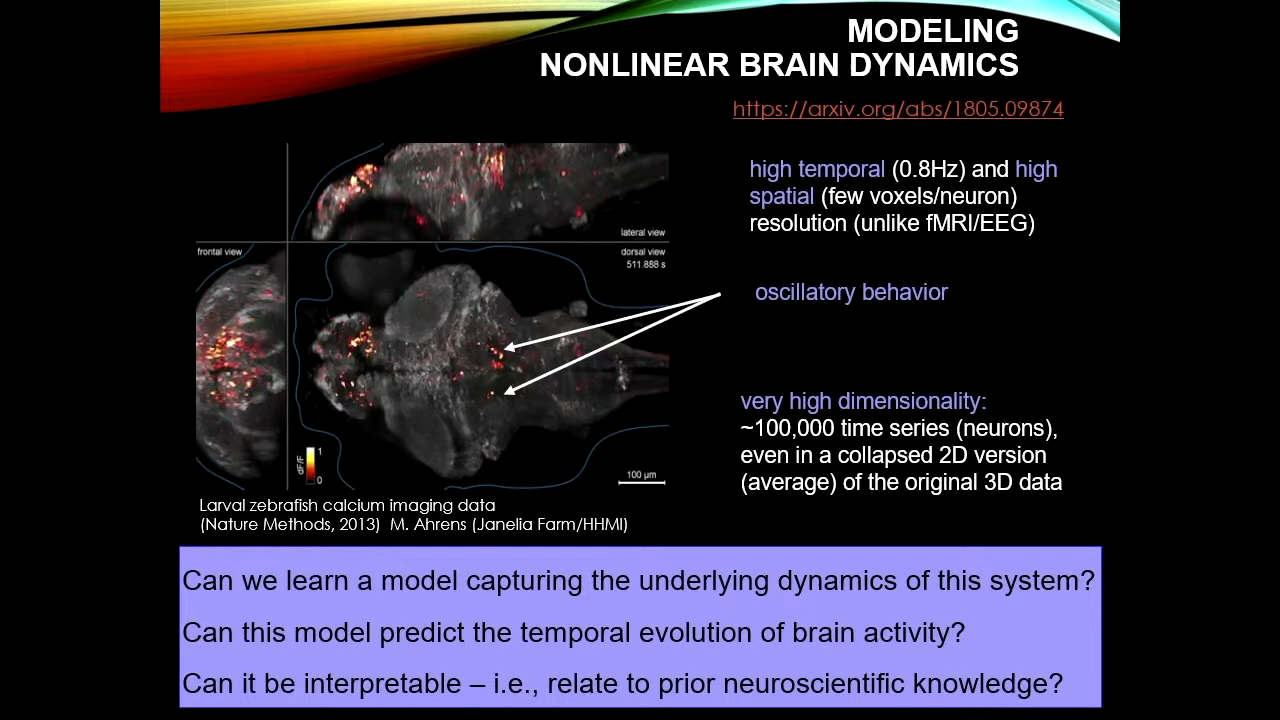 MODELING
NONLINEAR BRAIN DYNAMICS
https://arxiv.org/abs/1805.09874
high temporal (0.8Hz) and high
spatial (few voxels/neuron)
resolution (unlike fMRI/EEG)
lateral view
frontal view
dorsal view
511.888 s
oscillatory behavior
very high dimensionality:
~100,000 time series (neurons),
even in a collapsed 2D version
(average) of the original 3D data
dF/F
1
0
100 µm
Larval zebrafish calcium imaging data
(Nature Methods, 2013) M. Ahrens (Janelia Farm/HHMI)
Can we learn a model capturing the underlying dynamics of this system?
Can this model predict the temporal evolution of brain activity?
Can it be interpretable – i.e., relate to prior neuroscientific knowledge?